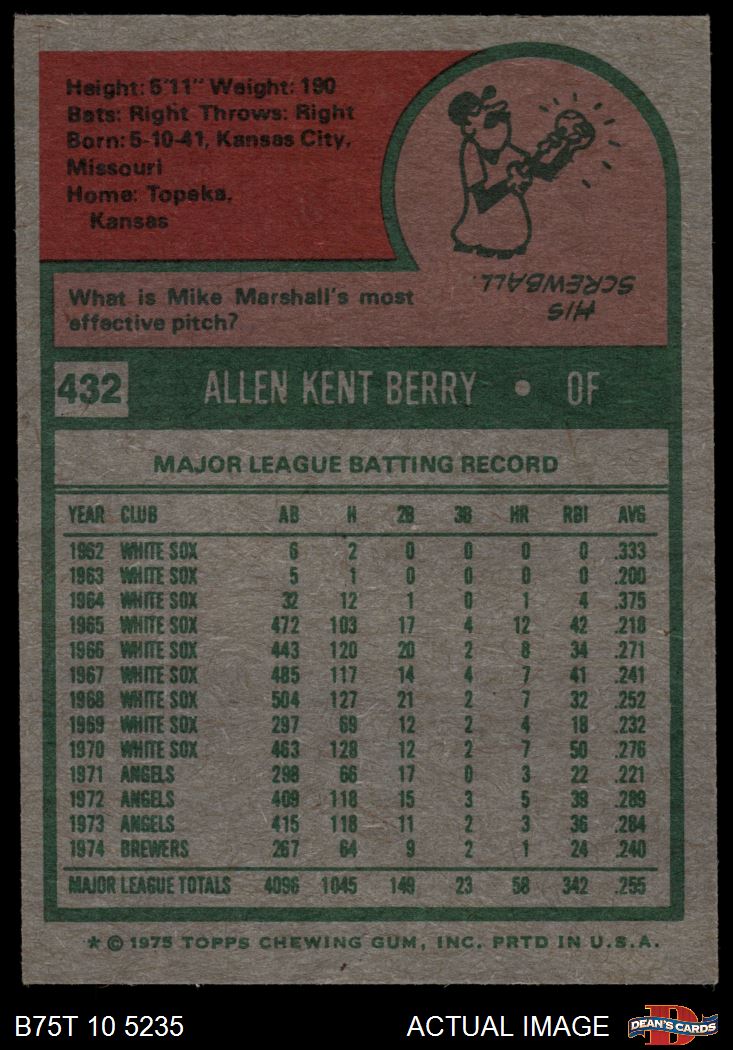 Height: 5'11" Weight: 190
Bats: Right Throws: Right
Born: 5-10-41, Kansas City,
Missouri
Home: Topeka,
Kansas
HIS
SCREWBALL.
What is Mike Marshall's most
effective pitch?
432 ALLEN KENT BERRY • OF
MAJOR LEAGUE BATTING RECORD
YEAR CLUB AB H 2B 3B HR RBI AVG
1962 WHITE SOX 6 2 0 0 0 0 .333
1963 WHITE SOX 5 1 0 0 0 0 .200
1964 WHITE SOX 32 12 1 0 1 4 .375
1965 WHITE SOX 472 103 17 4 12 42 .218
1966 WHITE SOX 443 120 20 2 8 34 .271
1967 WHITE SOX 485 117 14 4 7 41 .241
1968 WHITE SOX 504 127 21 2 7 32 .252
1969 WHITE SOX 297 69 12 2 4 18 .232
1970 WHITE SOX 463 128 12 2 7 50 .276
1971 ANGELS 298 66 17 0 3 22 .221
1972 ANGELS 409 118 15 3 5 39 .289
1973 ANGELS 415 118 11 2 3 36 .284
1974 BREWERS 267 64 9 2 1 24 .240
MAJOR LEAGUE TOTALS 4096 1045 149 23 58 342 .255
* © 1975 TOPPS CHEWING GUM, INC. PRTD IN U.S.A.
B75T 10 5235 ACTUAL IMAGE DEAN'S CARDS